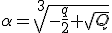 α = ∛(-q/2 + √Q)